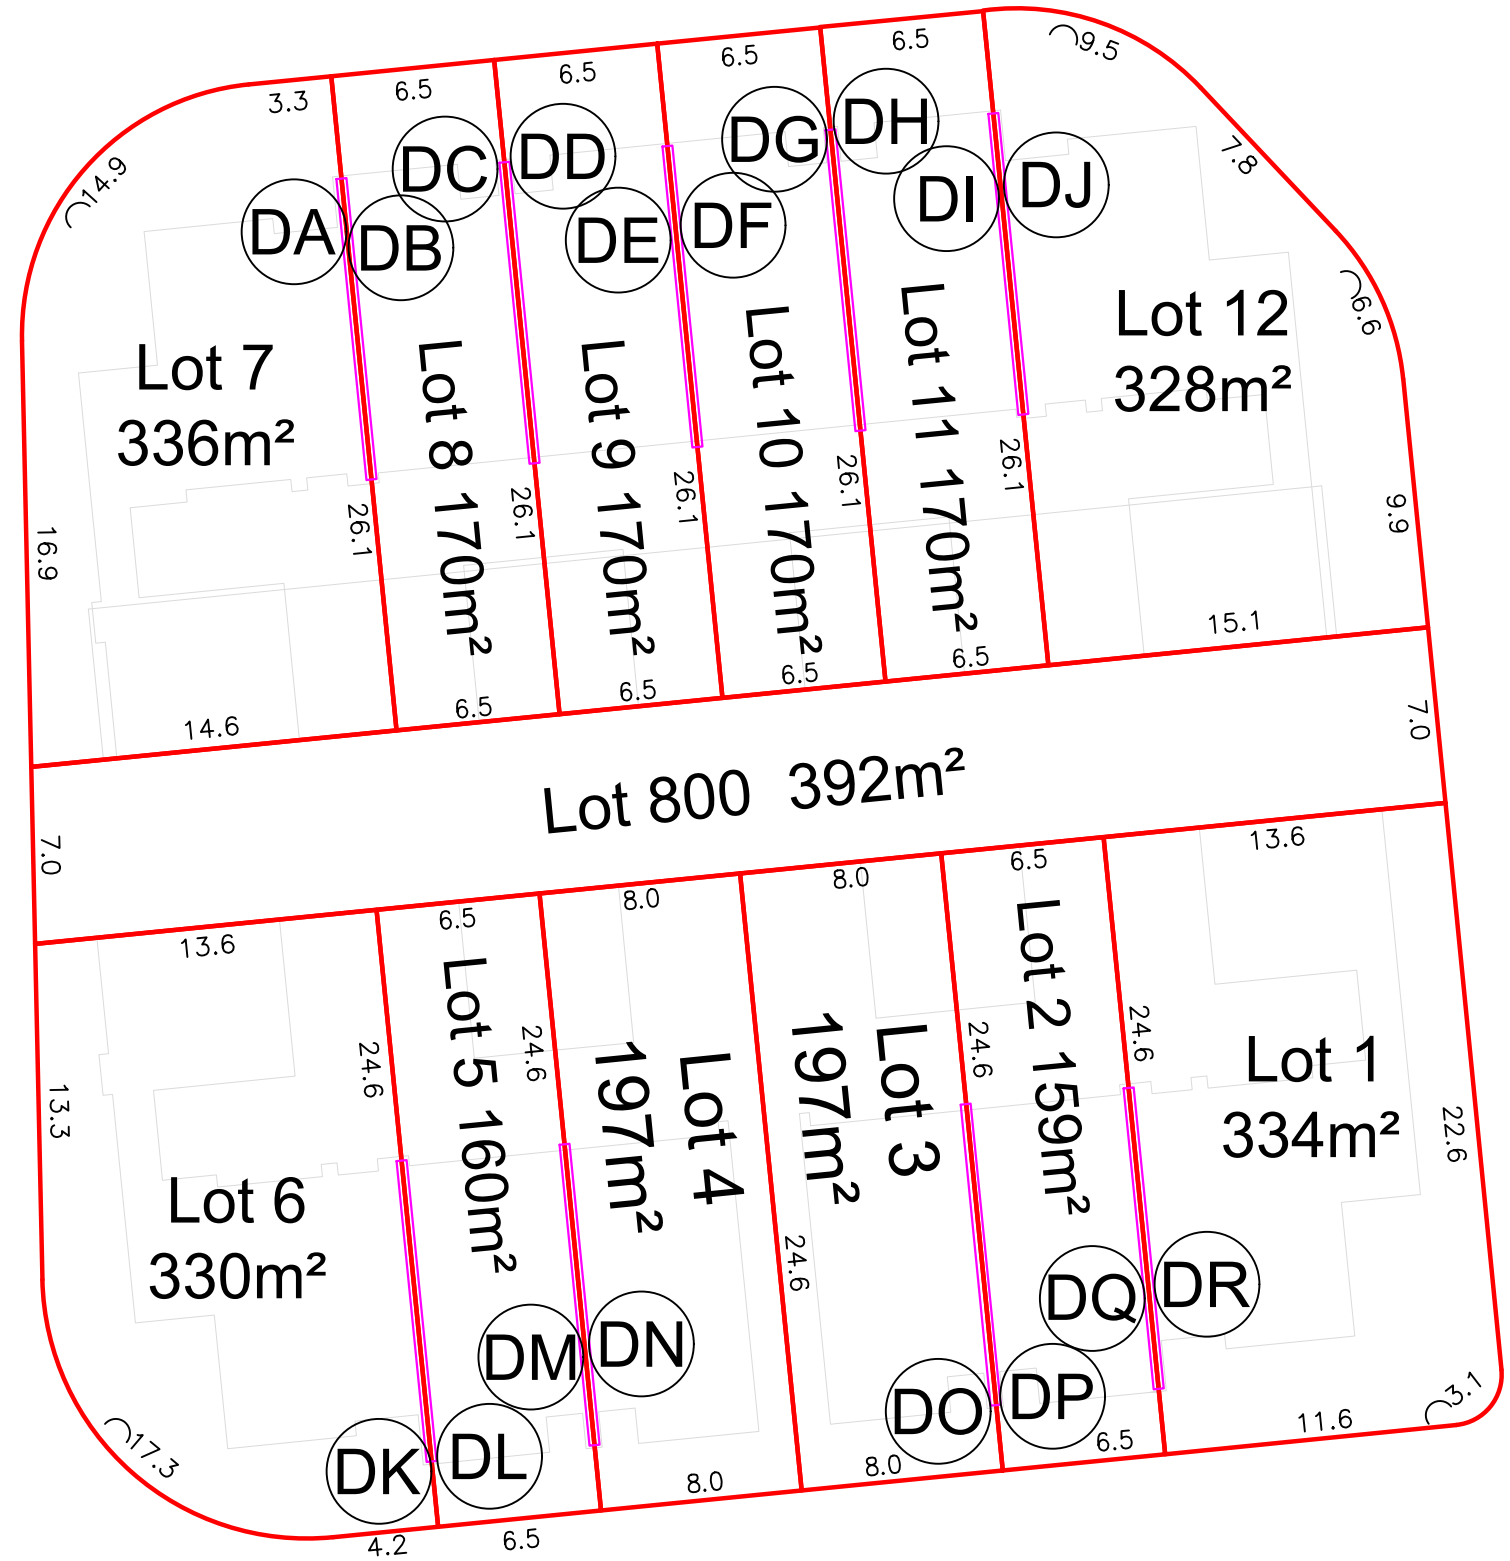 6.5
9.5
6.5
6.5
6.5
3.3
14.9
7.8
DG
DH
DC
DD
DI
DJ
DA
DB
DE
DF
6.6
Lot 7
336m²
Lot 8 170m²
Lot 9 170m²
Lot 10 170m²
Lot 11 170m²
Lot 12
328m²
16.9
26.1
26.1
26.1
26.1
26.1
9.9
14.6
6.5
6.5
6.5
6.5
15.1
7.0
Lot 800 392m²
7.0
13.6
6.5
8.0
8.0
6.5
13.6
13.3
24.6
24.6
24.6
24.6
22.6
Lot 6
330m²
Lot 5 160m²
Lot 4
197m²
Lot 3
197m²
Lot 2 159m²
Lot 1
334m²
24.6
DM
DN
DQ
DR
DK
DL
DO
DP
17.3
4.2
6.5
8.0
8.0
6.5
11.6
3.1